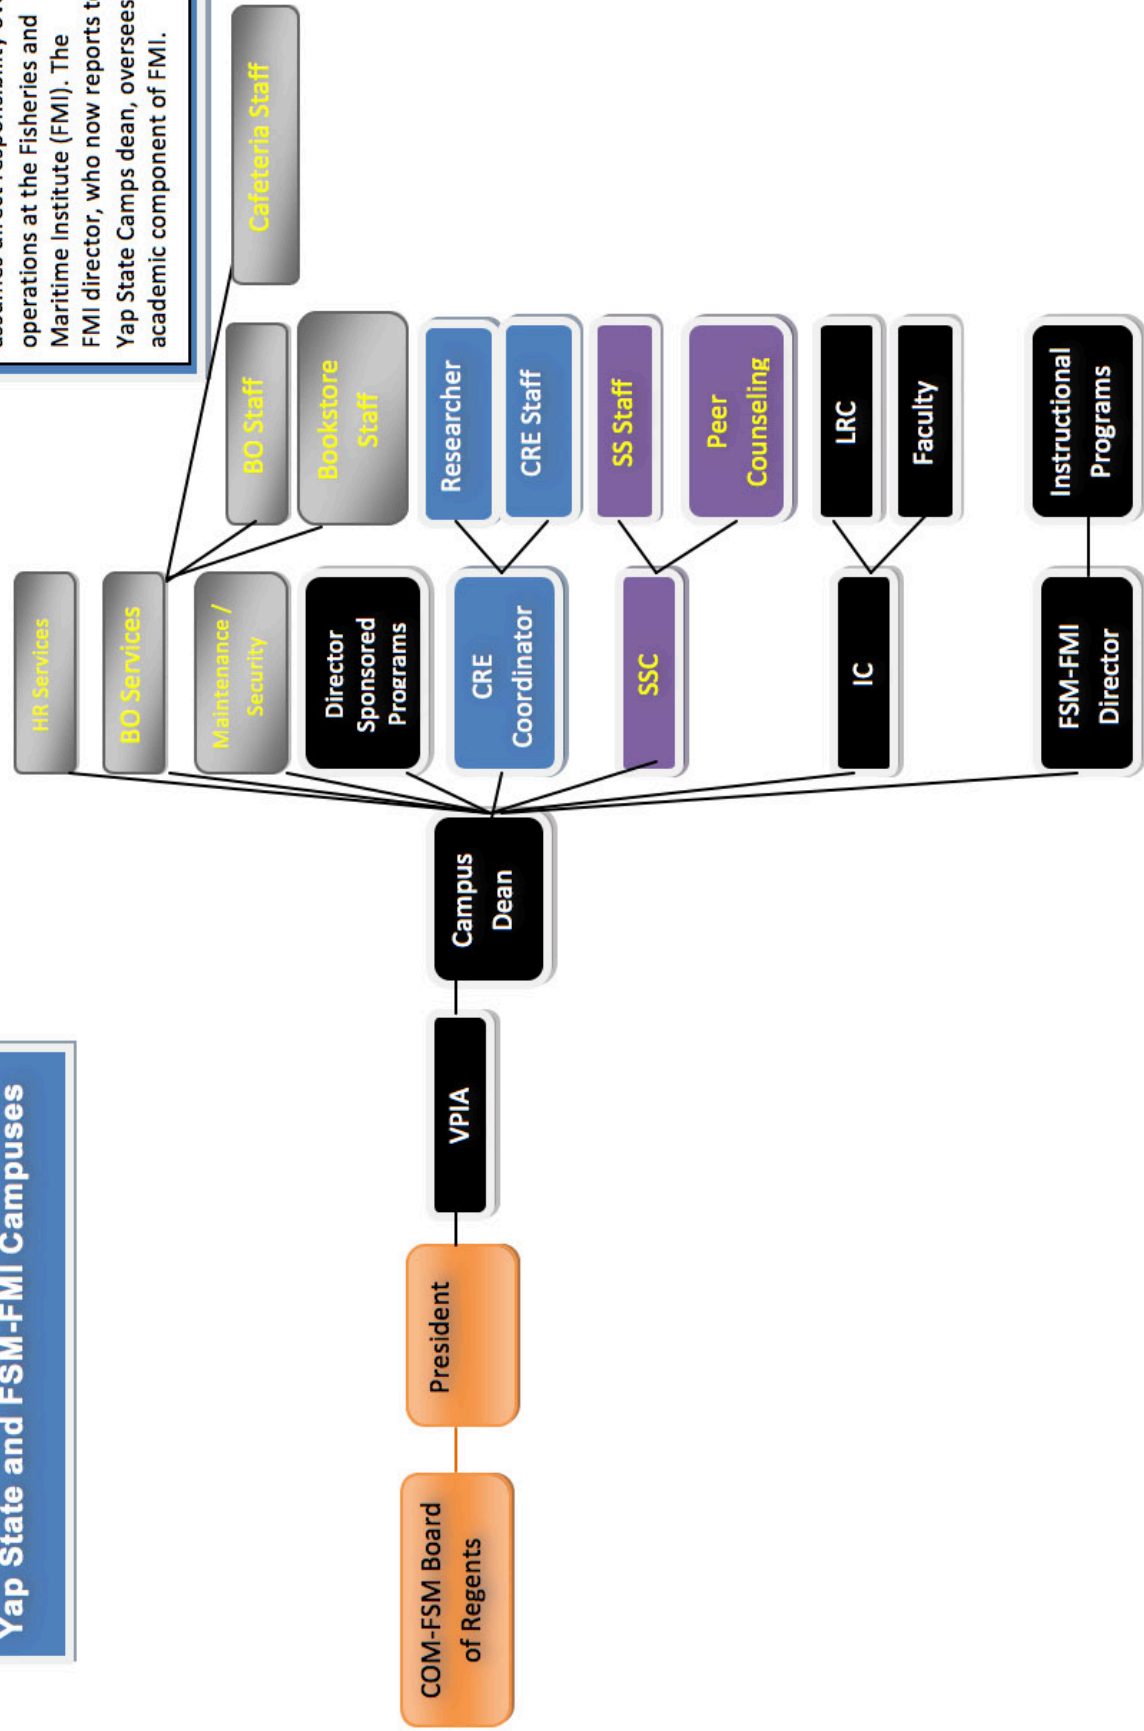 Yap State and FSM-FMI Campuses
operations at the Fisheries and
Maritime Institute (FMI). The
FMI director, who now reports t
Yap State Camps dean, oversees
academic component of FMI.
COM-FSM Board
of Regents
President
VPIA
Campus
Dean
HR Services
BO Services
Maintenance /
Security
Director
Sponsored
Programs
CRE
Coordinator
SSC
IC
FSM-FMI
Director
BO Staff
Bookstore
Staff
Cafeteria Staff
Researcher
CRE Staff
SS Staff
Peer
Counseling
LRC
Faculty
Instructional
Programs